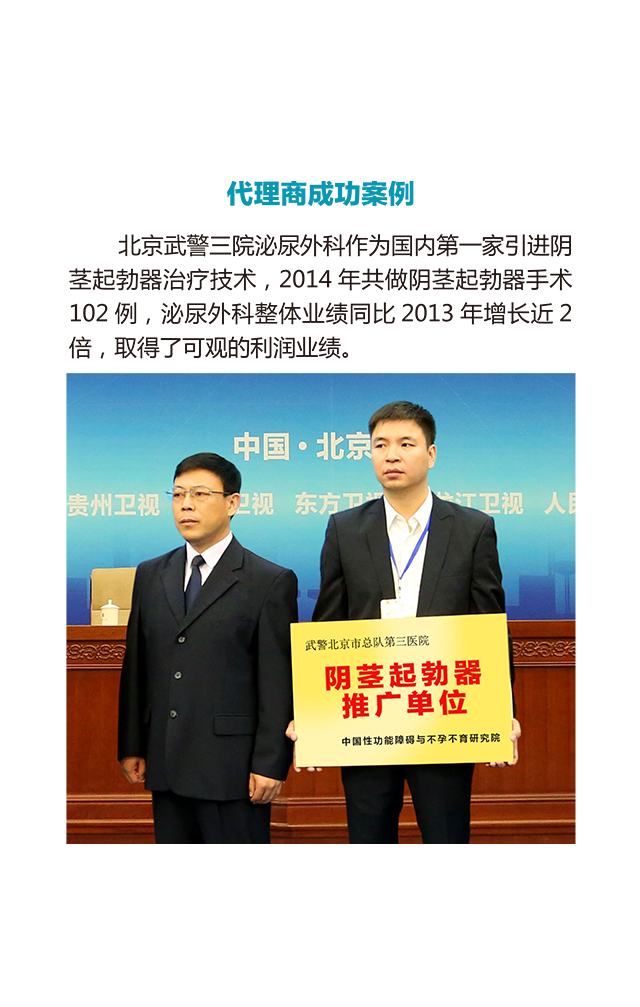 代理商成功案例
北京武警三院泌尿外科作为国内第一家引进阴
茎起勃器治疗技术，2014 年共做阴茎起勃器手术
102 例，泌尿外科整体业绩同比 2013 年增长近 2
倍，取得了可观的利润业绩。
中国·北京
贵州卫视 卫视 东方卫视 江卫视 人民
武警北京市总队第三医院
阴茎起勃器
推广单位
中国性功能障碍与不孕不育研究院